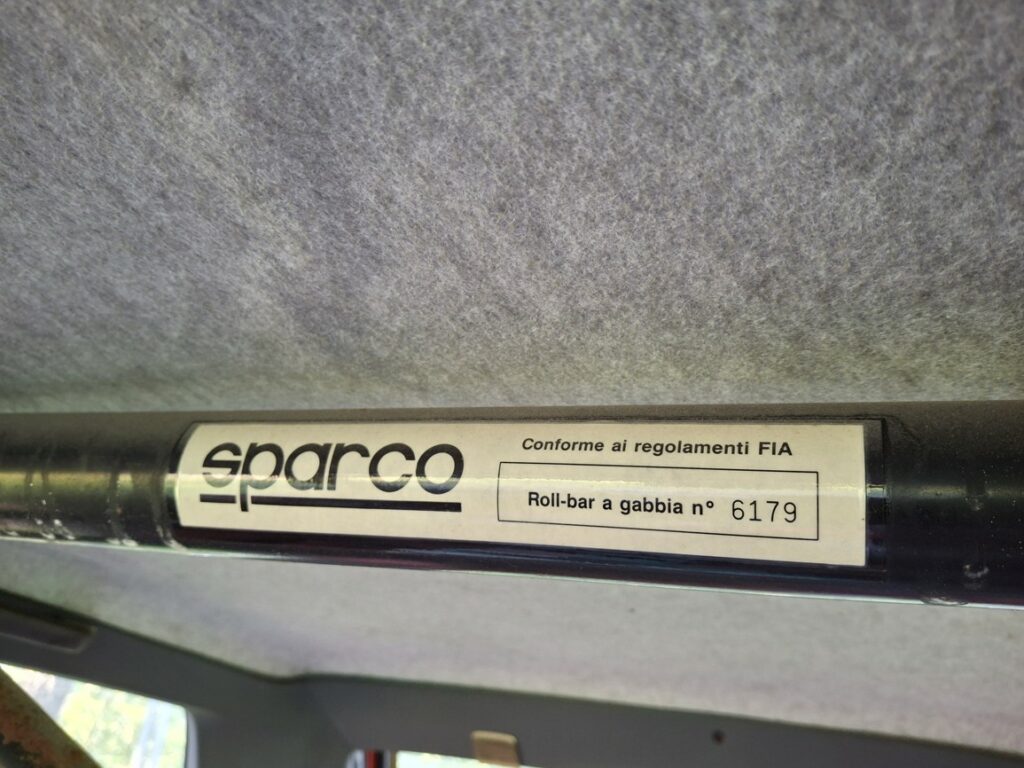 sparco
Conforme ai regolamenti FIA
Roll-bar a gabbia n° 6179